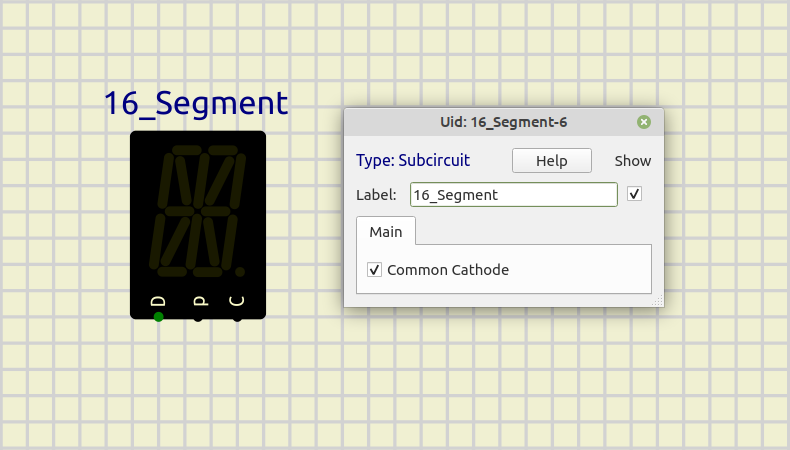 16_Segment
D
P
C
Uid: 16_Segment-6
Type: Subcircuit
Help
Show
Label:
16_Segment
Main
Common Cathode